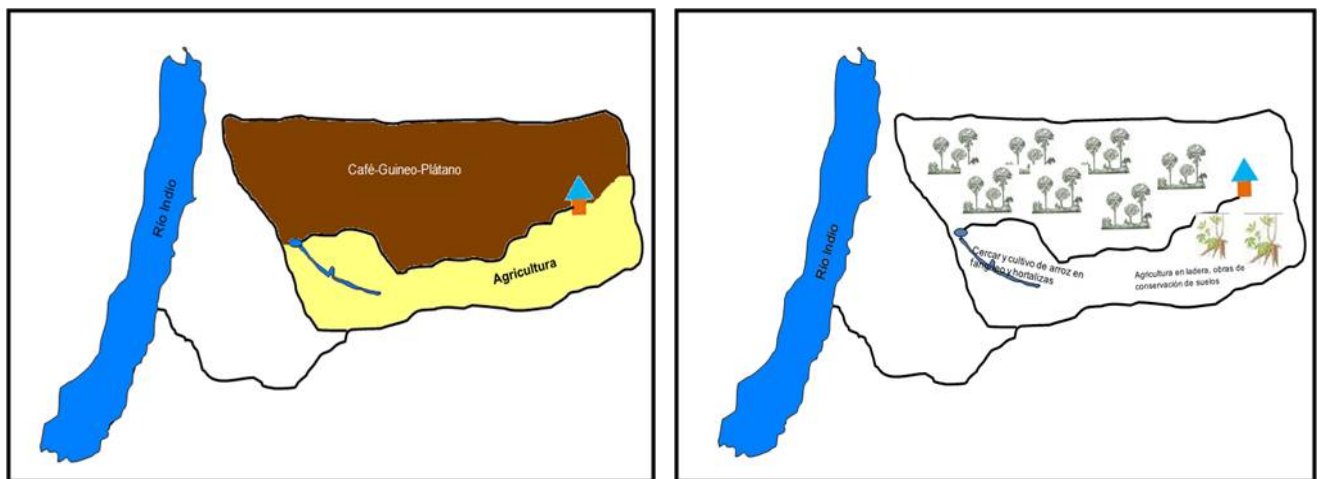 Río Indio
Café-Guineo-Plátano
Agricultura
Río Indio
Cercar y cultivo de arroz en
fangueo y hortalizas
Agricultura en ladera, obras de
conservación de suelos